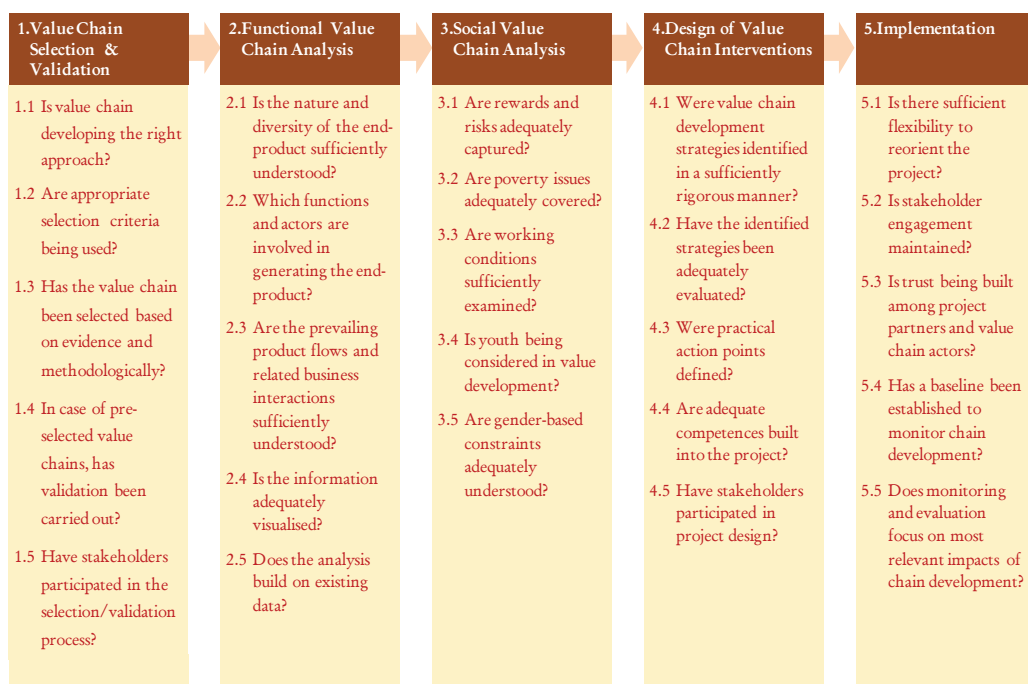 1.Value Chain
Selection & 
Validation
1.1 Is value chain
developing the right
approach?
1.2 Are appropriate
selection criteria
being used?
1.3 Has the value chain
been selected based
on evidence and
methodologically?
1.4 In case of pre-
selected value
chains, has
validation been
carried out?
1.5 Have stakeholders
participated in the
selection/validation
process?
2.Functional Value
Chain Analysis
2.1 Is the nature and
diversity of the end-
product sufficiently
understood?
2.2 Which functions
and actors are
involved in
generating the end-
product?
2.3 Are the prevailing
product flows and
related business
interactions
sufficiently
understood?
2.4 Is the information
adequately
visualised?
2.5 Does the analysis
build on existing
data?
3.Social Value
Chain Analysis
3.1 Are rewards and
risks adequately
captured?
3.2 Are poverty issues
adequately covered?
3.3 Are working
conditions
sufficiently
examined?
3.4 Is youth being
considered in value
development?
3.5 Are gender-based
constraints
adequately
understood?
4.Design of Value
Chain Interventions
4.1 Were value chain
development
strategies identified
in a sufficiently
rigorous manner?
4.2 Have the identified
strategies been
adequately
evaluated?
4.3 Were practical
action points
defined?
4.4 Are adequate
competences built
into the project?
4.5 Have stakeholders
participated in
project design?
5.Implementation
5.1 Is there sufficient
flexibility to
reorient the
project?
5.2 Is stakeholder
engagement
maintained?
5.3 Is trust being built
among project
partners and value
chain actors?
5.4 Has a baseline been
established to
monitor chain
development?
5.5 Does monitoring
and evaluation
focus on most
relevant impacts of
chain development?